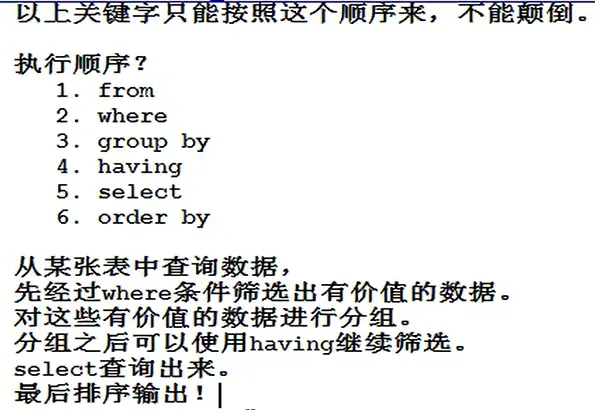 以上关键字只能按照这个顺序来，不能颠倒。
执行顺序？
1. from
2. where
3. group by
4. having
5. select
6. order by
从某张表中查询数据，
先经过where条件筛选出有价值的数据。
对这些有价值的数据进行分组。
分组之后可以使用having继续筛选。
select查询出来。
最后排序输出！